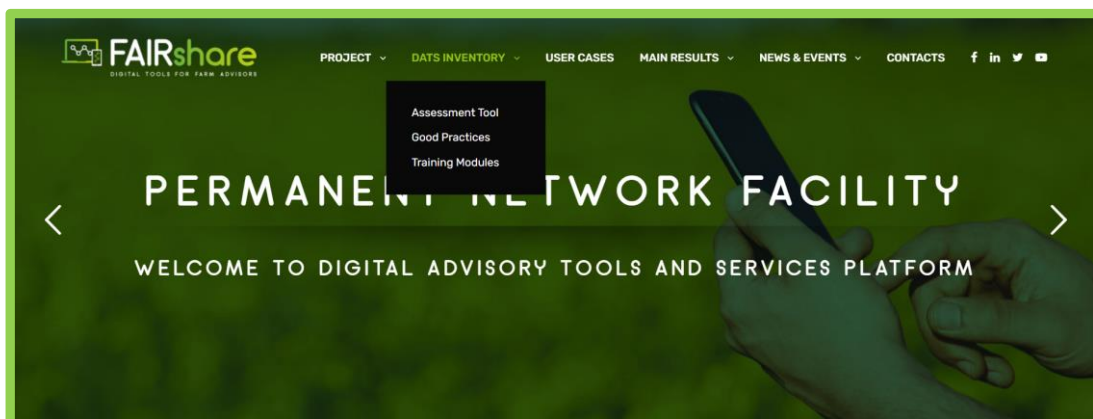 FAIRshare
DIGITAL TOOLS FOR FARM ADVISORS
PROJECT DATS INVENTORY USER CASES MAIN RESULTS NEWS & EVENTS CONTACTS
Assessment Tool
Good Practices
Training Modules
PERMANENT NETWORK FACILITY
WELCOME TO DIGITAL ADVISORY TOOLS AND SERVICES PLATFORM